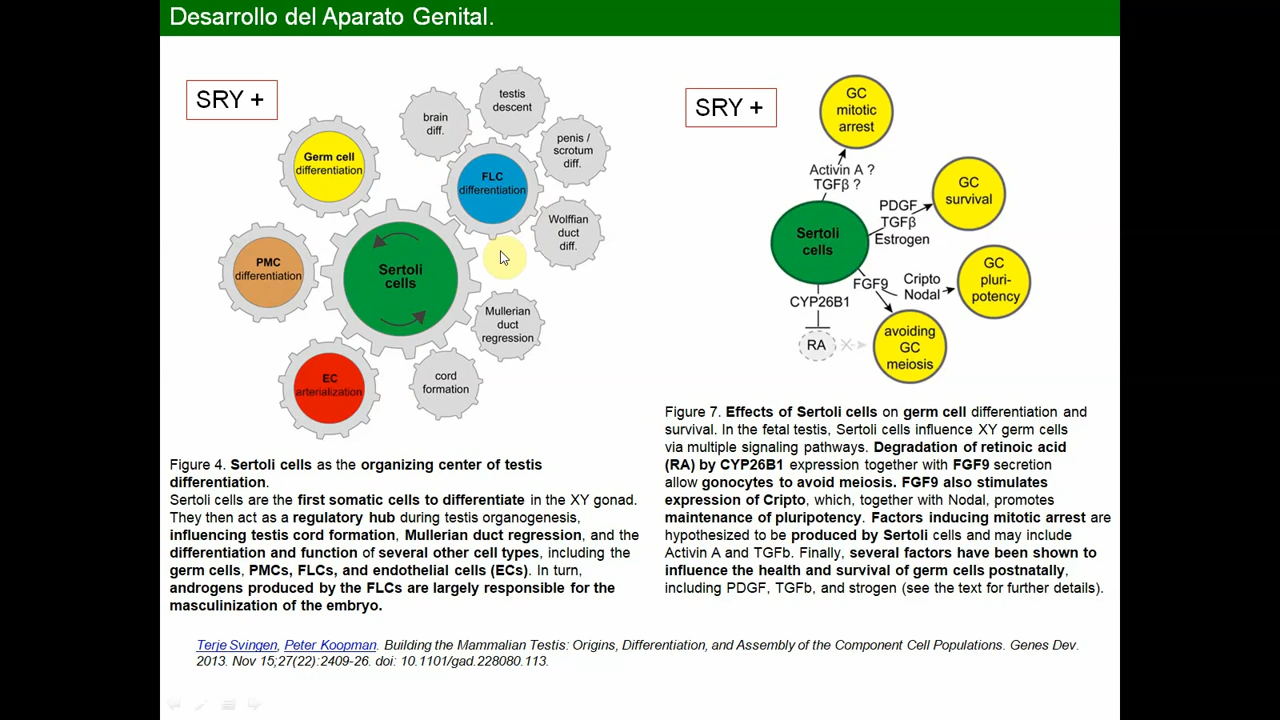 Desarrollo del Aparato Genital.
SRY +
brain
diff.
testis
descent
penis /
scrotum
diff.
Germ cell
differentiation
FLC
differentiation
Wolffian
duct
diff.
PMC
differentiation
Sertoli
cells
Mullerian
duct
regression
EC
arterialization
cord
formation
Figure 4. Sertoli cells as the organizing center of testis
differentiation.
Sertoli cells are the first somatic cells to differentiate in the XY gonad.
They then act as a regulatory hub during testis organogenesis,
influencing testis cord formation, Mullerian duct regression, and the
differentiation and function of several other cell types, including the
germ cells, PMCs, FLCs, and endothelial cells (ECs). In turn,
androgens produced by the FLCs are largely responsible for the
masculinization of the embryo.
SRY +
GC
mitotic
arrest
Activin A ?
TGFβ ?
GC
survival
PDGF
TGFβ
Estrogen
Sertoli
cells
FGF9
Cripto
Nodal
GC
pluri-
potency
CYP26B1
RA
avoiding
GC
meiosis
Figure 7. Effects of Sertoli cells on germ cell differentiation and
survival. In the fetal testis, Sertoli cells influence XY germ cells
via multiple signaling pathways. Degradation of retinoic acid
(RA) by CYP26B1 expression together with FGF9 secretion
allow gonocytes to avoid meiosis. FGF9 also stimulates
expression of Cripto, which, together with Nodal, promotes
maintenance of pluripotency. Factors inducing mitotic arrest are
hypothesized to be produced by Sertoli cells and may include
Activin A and TGFb. Finally, several factors have been shown to
influence the health and survival of germ cells postnatally,
including PDGF, TGFb, and strogen (see the text for further details).
Terje Svingen, Peter Koopman. Building the Mammalian Testis: Origins, Differentiation, and Assembly of the Component Cell Populations. Genes Dev.
2013. Nov 15;27(22):2409-26. doi: 10.1101/gad.228080.113.